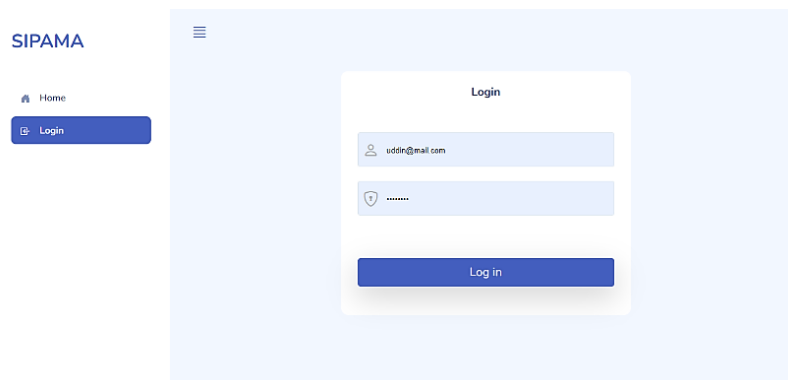 SIPAMA
Home
Login
Login
uddin@mail.com
••••••••
Log in